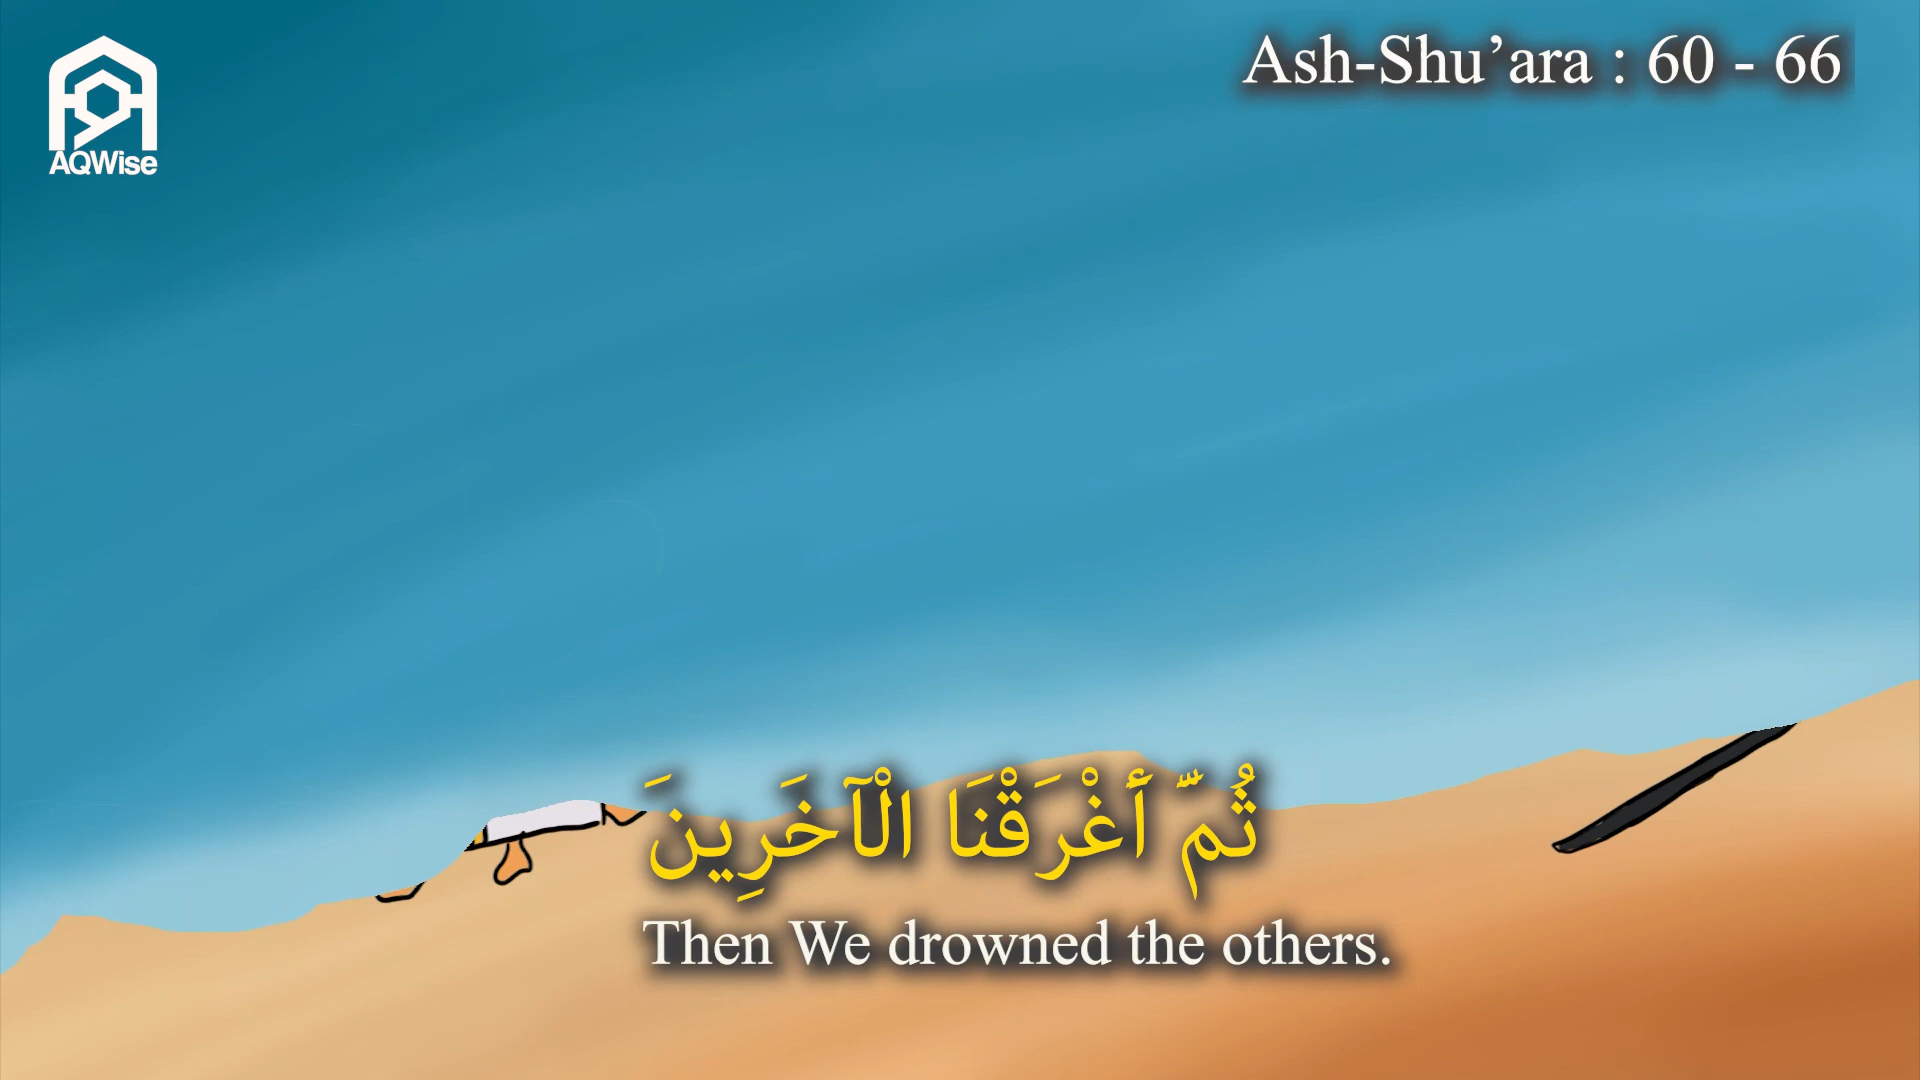 AQWise
Ash-Shu’ara : 60 - 66
ثُمَّ أَغْرَقْنَا الْآخَرِينَ
Then We drowned the others.